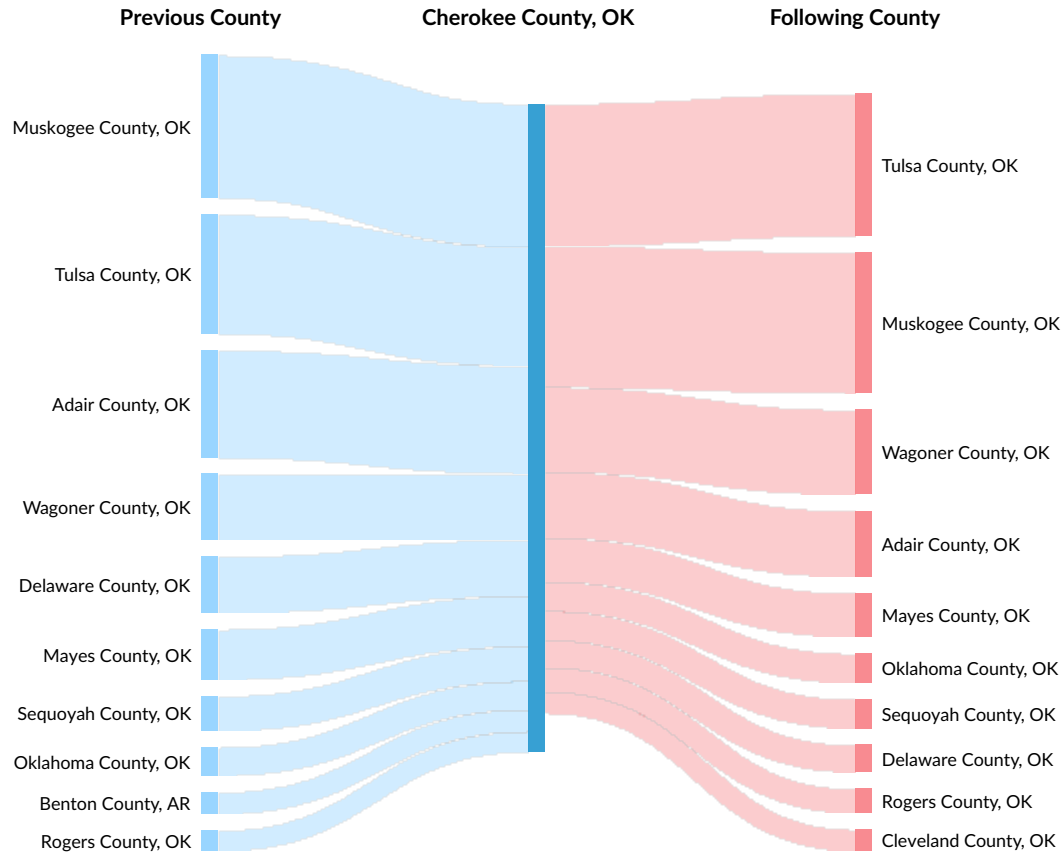 Previous County
Cherokee County, OK
Following County
Muskogee County, OK
Tulsa County, OK
Adair County, OK
Wagoner County, OK
Delaware County, OK
Mayes County, OK
Sequoyah County, OK
Oklahoma County, OK
Benton County, AR
Rogers County, OK
Tulsa County, OK
Muskogee County, OK
Wagoner County, OK
Adair County, OK
Mayes County, OK
Oklahoma County, OK
Sequoyah County, OK
Delaware County, OK
Rogers County, OK
Cleveland County, OK